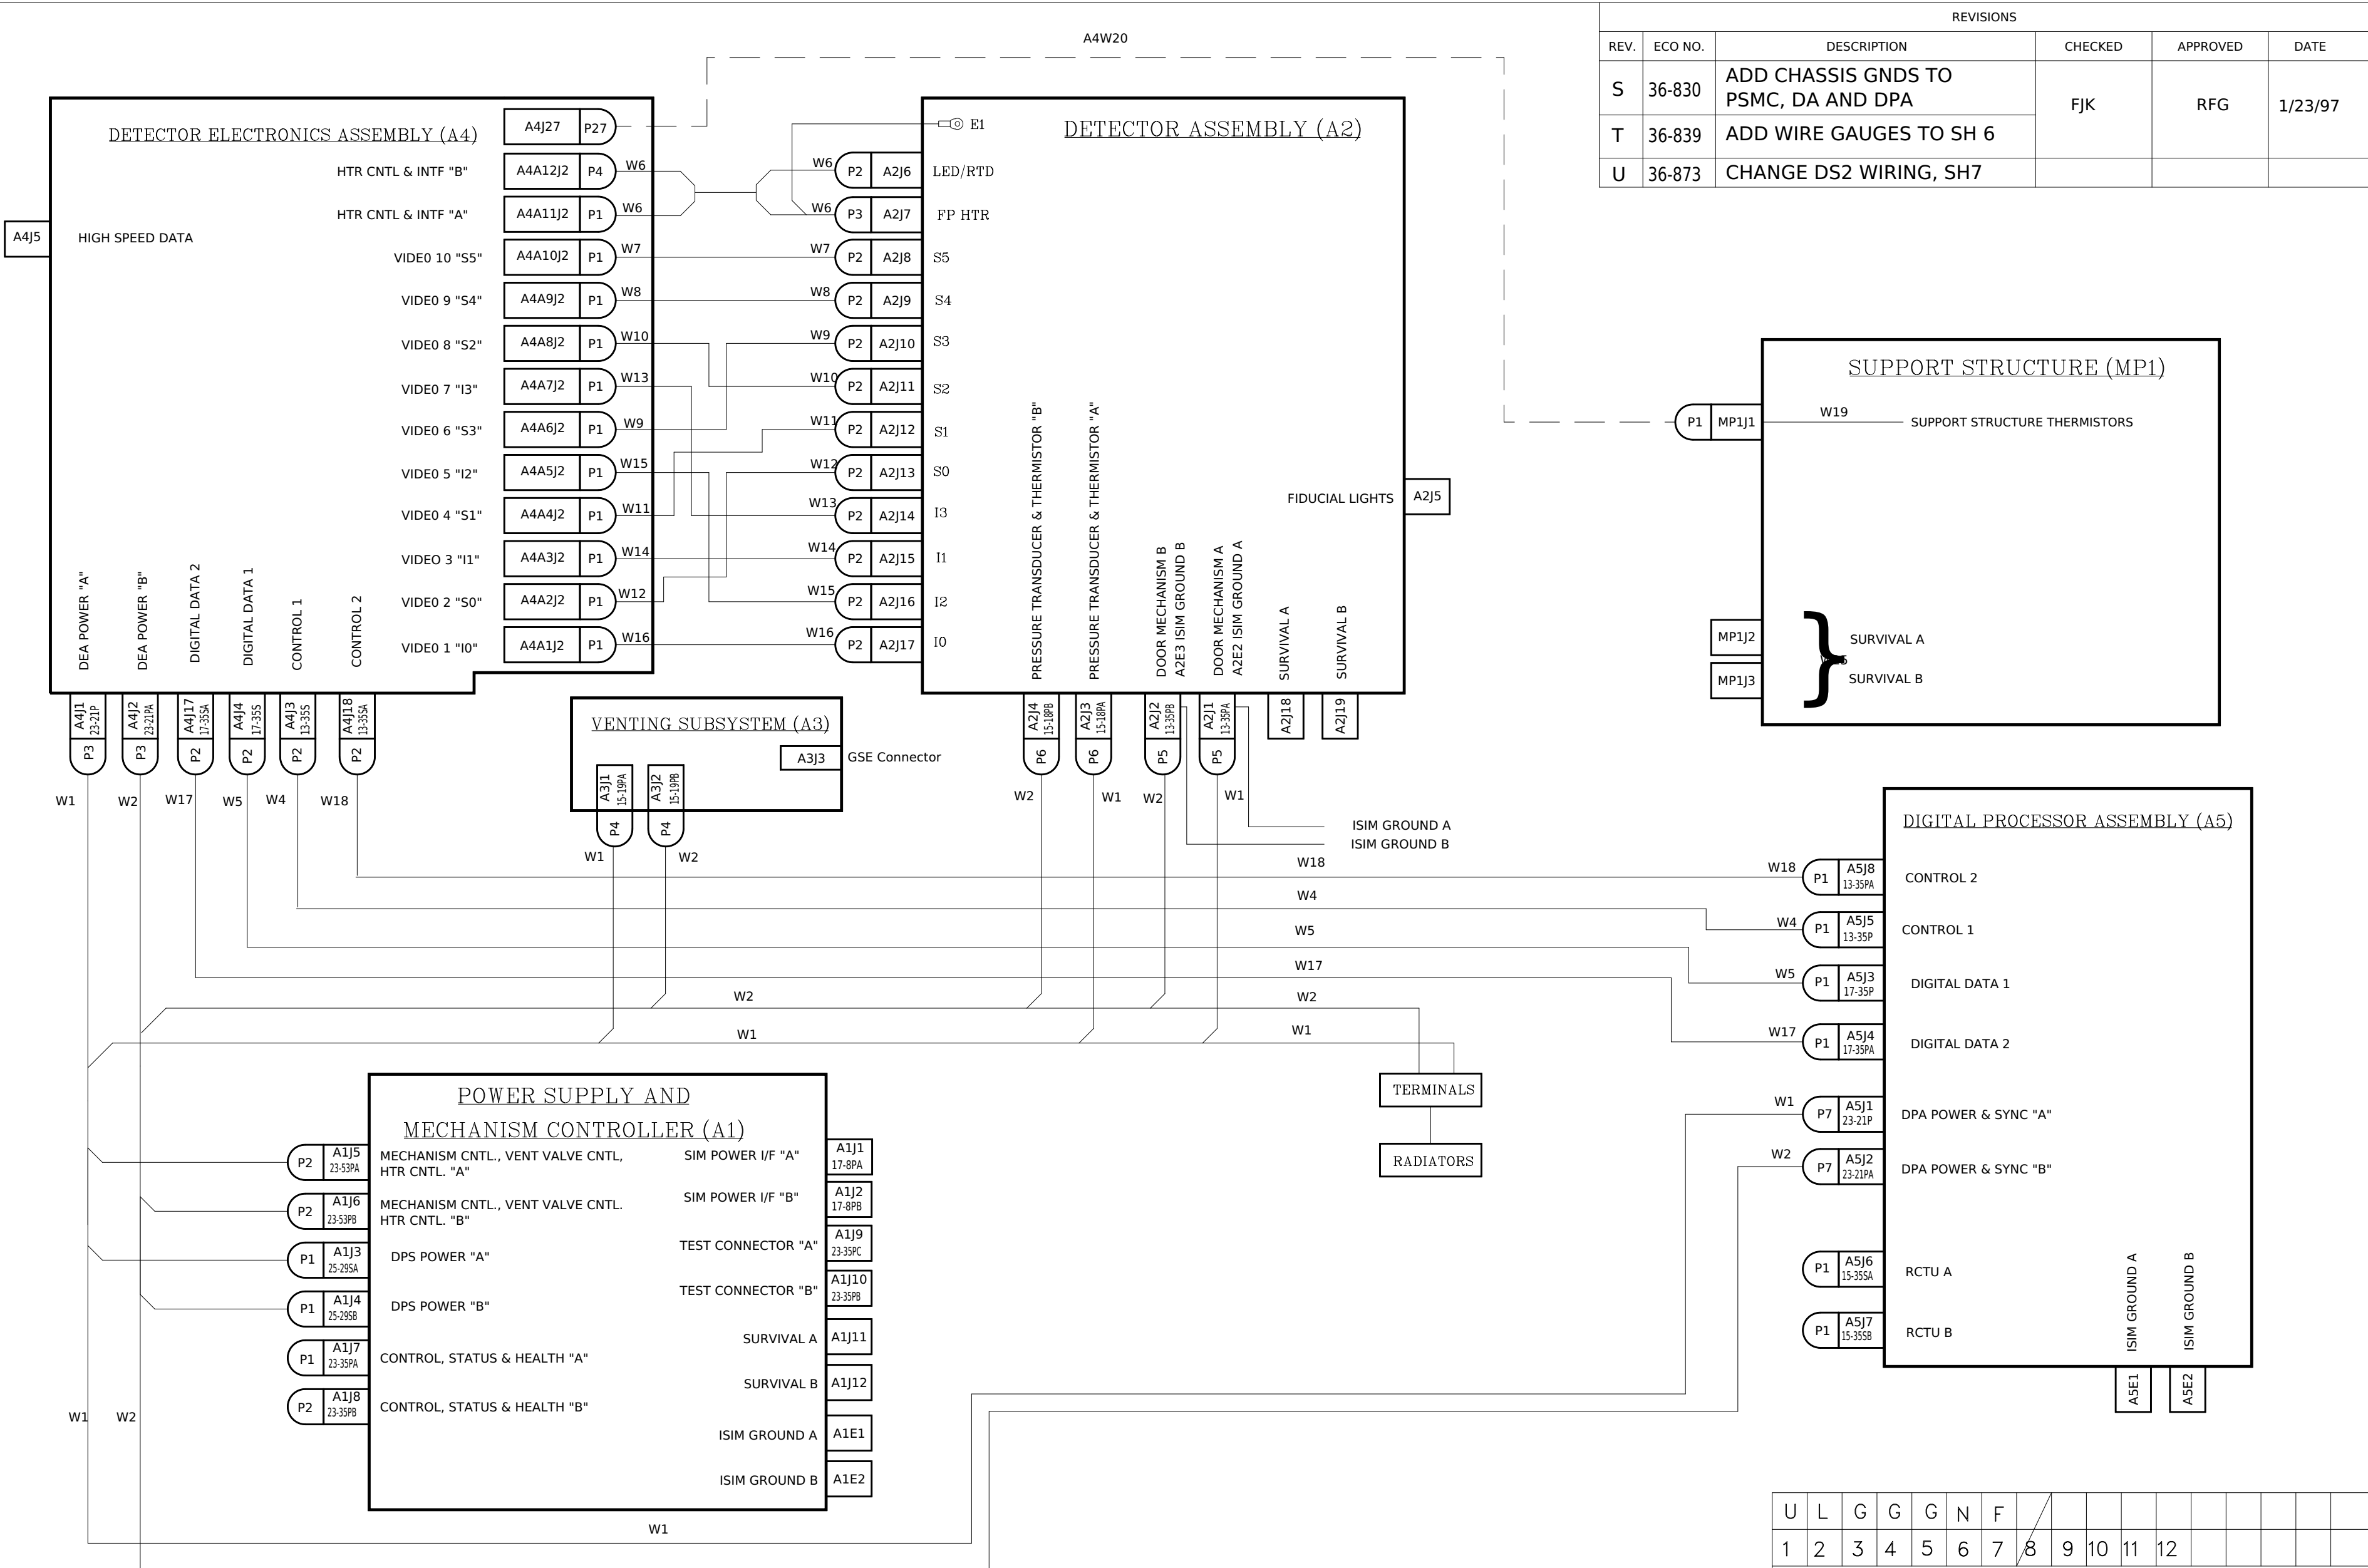 A4W20
REVISIONS
REV. ECO NO. DESCRIPTION CHECKED APPROVED DATE
S 36-830 ADD CHASSIS GNDS TO
PSMC, DA AND DPA
FJK RFG 1/23/97
T 36-839 ADD WIRE GAUGES TO SH 6
U 36-873 CHANGE DS2 WIRING, SH7
DETECTOR ELECTRONICS ASSEMBLY (A4)
A4J5 HIGH SPEED DATA
A4J27 P27
HTR CNTL & INTF "B" A4A12J2 P4 W6
HTR CNTL & INTF "A" A4A11J2 P1 W6
VIDE0 10 "S5" A4A10J2 P1 W7
VIDE0 9 "S4" A4A9J2 P1 W8
VIDE0 8 "S2" A4A8J2 P1 W10
VIDE0 7 "I3" A4A7J2 P1 W13
VIDE0 6 "S3" A4A6J2 P1 W9
VIDE0 5 "I2" A4A5J2 P1 W15
VIDE0 4 "S1" A4A4J2 P1 W11
VIDEO 3 "I1" A4A3J2 P1 W14
VIDE0 2 "S0" A4A2J2 P1 W12
VIDE0 1 "I0" A4A1J2 P1 W16
DEA POWER "A"
DEA POWER "B"
DIGITAL DATA 2
DIGITAL DATA 1
CONTROL 1
CONTROL 2
A4J1 23-21P P3 W1
A4J2 23-21PA P3 W2
A4J17 17-35SA P2 W17
A4J4 17-35S P2 W5
A4J3 13-35S P2 W4
A4J18 13-35SA P2 W18
DETECTOR ASSEMBLY (A2)
E1
W6 P2 A2J6 LED/RTD
W6 P3 A2J7 FP HTR
W7 P2 A2J8 S5
W8 P2 A2J9 S4
W9 P2 A2J10 S3
W10 P2 A2J11 S2
W11 P2 A2J12 S1
W12 P2 A2J13 S0
W13 P2 A2J14 I3
W14 P2 A2J15 I1
W15 P2 A2J16 I2
W16 P2 A2J17 I0
PRESSURE TRANSDUCER & THERMISTOR "B"
PRESSURE TRANSDUCER & THERMISTOR "A"
DOOR MECHANISM B
A2E3 ISIM GROUND B
DOOR MECHANISM A
A2E2 ISIM GROUND A
SURVIVAL A
SURVIVAL B
FIDUCIAL LIGHTS A2J5
A2J4 15-18PB P6 W2
A2J3 15-18PA P6 W1
A2J2 13-35PB P5 W2
A2J1 13-35PA P5 W1
A2J18
A2J19
ISIM GROUND A
ISIM GROUND B
SUPPORT STRUCTURE (MP1)
P1 MP1J1 W19 SUPPORT STRUCTURE THERMISTORS
MP1J2 SURVIVAL A
MP1J3 SURVIVAL B
VENTING SUBSYSTEM (A3)
A3J3 GSE Connector
A3J1 15-19PA P4 W1
A3J2 15-19PB P4 W2
W18
W4
W5
W17
W2 W2
W1 W1
TERMINALS
RADIATORS
DIGITAL PROCESSOR ASSEMBLY (A5)
W18 P1 A5J8 13-35PA CONTROL 2
W4 P1 A5J5 13-35P CONTROL 1
W5 P1 A5J3 17-35P DIGITAL DATA 1
W17 P1 A5J4 17-35PA DIGITAL DATA 2
W1 P7 A5J1 23-21P DPA POWER & SYNC "A"
W2 P7 A5J2 23-21PA DPA POWER & SYNC "B"
P1 A5J6 15-35SA RCTU A
P1 A5J7 15-35SB RCTU B
ISIM GROUND A
ISIM GROUND B
A5E1
A5E2
POWER SUPPLY AND
MECHANISM CONTROLLER (A1)
P2 A1J5 23-53PA MECHANISM CNTL., VENT VALVE CNTL,
HTR CNTL. "A"
P2 A1J6 23-53PB MECHANISM CNTL., VENT VALVE CNTL.
HTR CNTL. "B"
P1 A1J3 25-29SA DPS POWER "A"
P1 A1J4 25-29SB DPS POWER "B"
P1 A1J7 23-35PA CONTROL, STATUS & HEALTH "A"
P2 A1J8 23-35PB CONTROL, STATUS & HEALTH "B"
SIM POWER I/F "A" A1J1 17-8PA
SIM POWER I/F "B" A1J2 17-8PB
TEST CONNECTOR "A" A1J9 23-35PC
TEST CONNECTOR "B" A1J10 23-35PB
SURVIVAL A A1J11
SURVIVAL B A1J12
ISIM GROUND A A1E1
ISIM GROUND B A1E2
W1 W2
W1
U L G G G N F
1 2 3 4 5 6 7 8 9 10 11 12